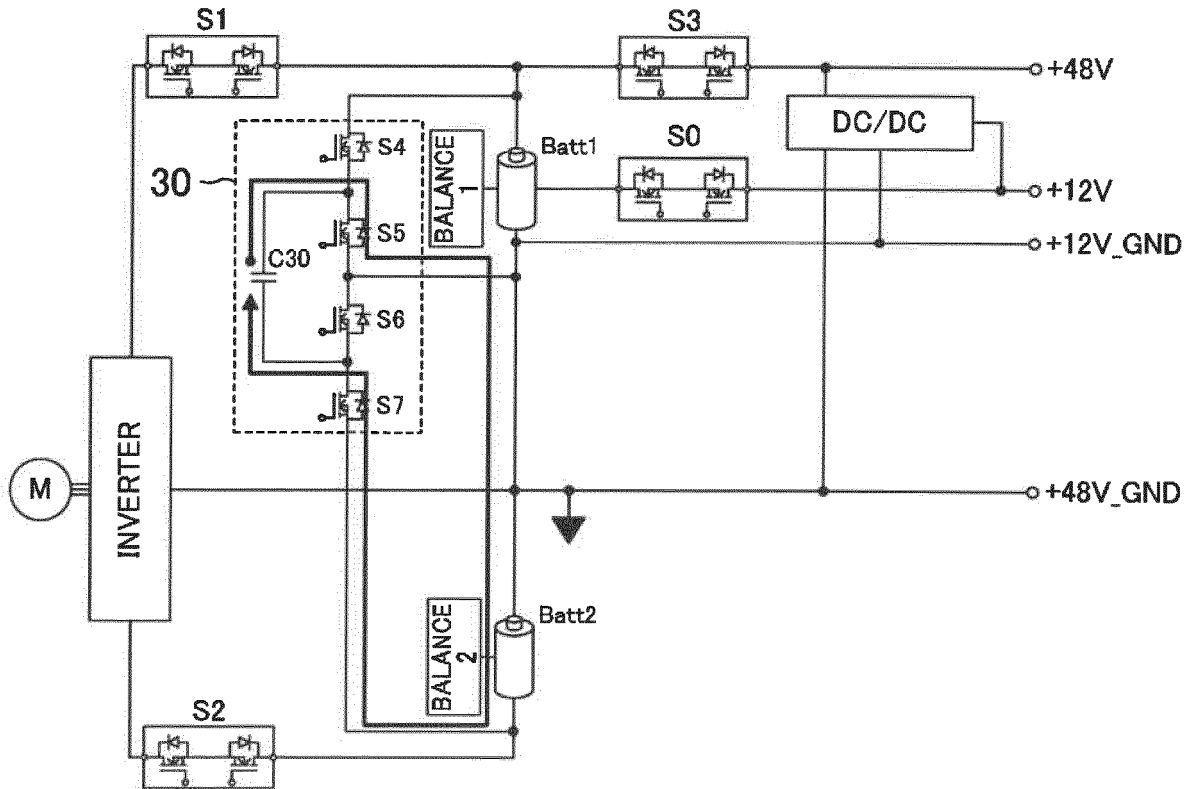 S1
S3
+48V
DC/DC
S4
BALANCE
1
Batt1
S0
30
+12V
S5
+12V_GND
C30
S6
S7
INVERTER
M
+48V_GND
BALANCE
2
Batt2
S2